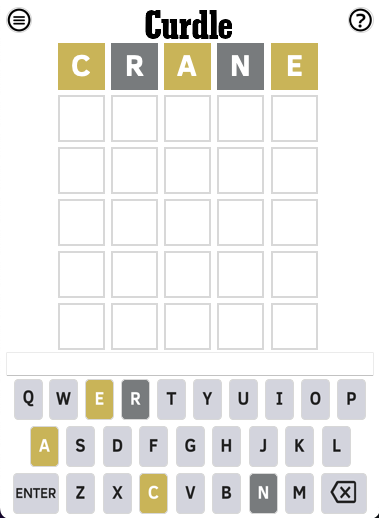 Curdle
?
C R A N E
Q W E R T Y U I O P
A S D F G H J K L
ENTER Z X C V B N M